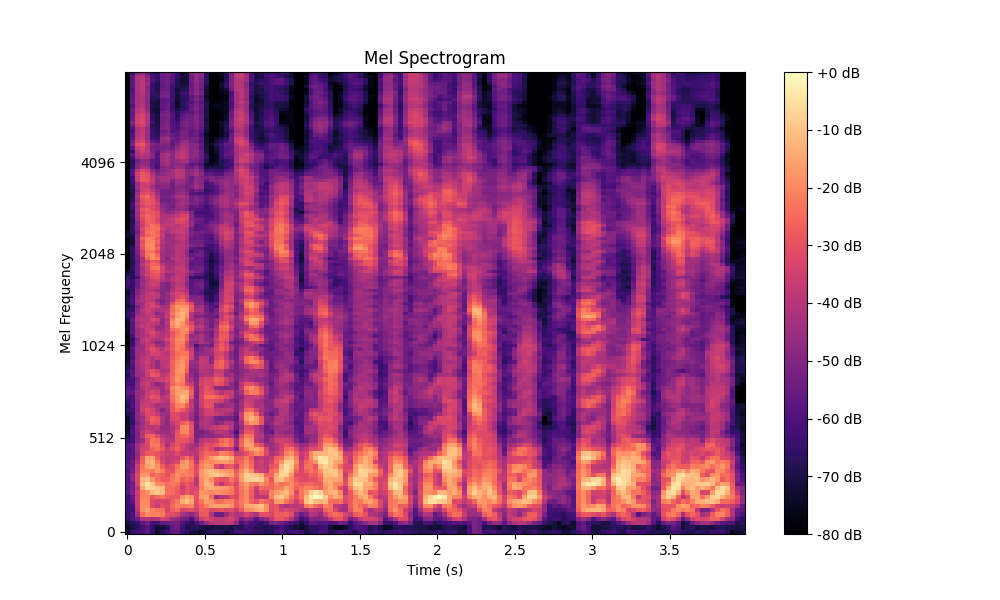 Mel Spectrogram
Mel Frequency
4096
2048
1024
512
0
0
0.5
1
1.5
2
2.5
3
3.5
Time (s)
+0 dB
-10 dB
-20 dB
-30 dB
-40 dB
-50 dB
-60 dB
-70 dB
-80 dB